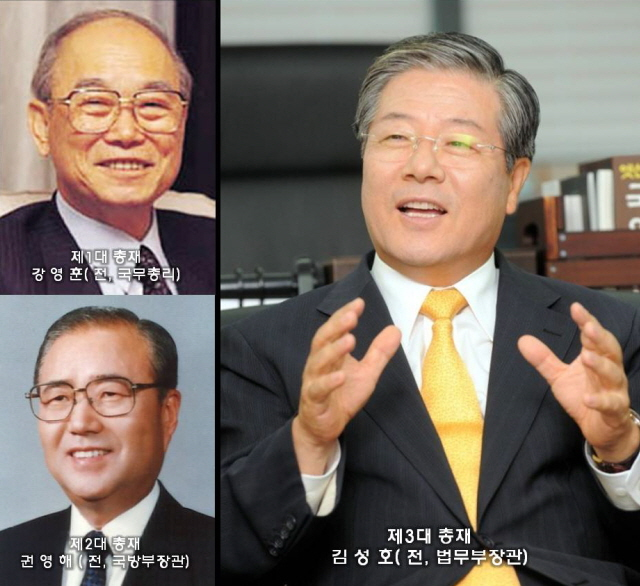 제1대 총재
강 영 훈( 전, 국무총리)
제2대 총재
권 영 해 ( 전, 국방부장관)
제3대 총재
김 성 호( 전, 법무부장관)